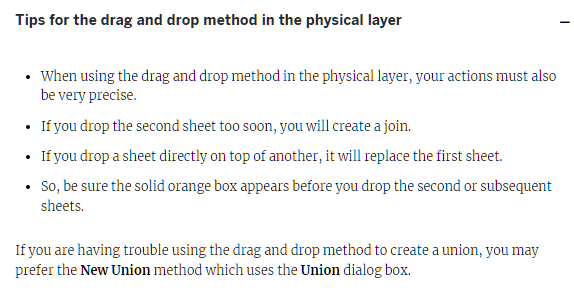 Tips for the drag and drop method in the physical layer
• When using the drag and drop method in the physical layer, your actions must also
be very precise.
• If you drop the second sheet too soon, you will create a join.
• If you drop a sheet directly on top of another, it will replace the first sheet.
• So, be sure the solid orange box appears before you drop the second or subsequent
sheets.
If you are having trouble using the drag and drop method to create a union, you may
prefer the New Union method which uses the Union dialog box.